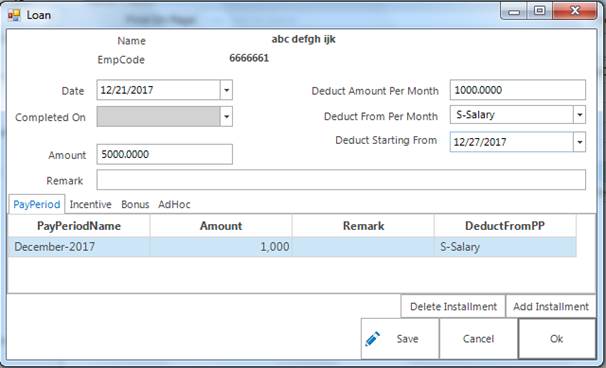 Loan
Name abc defgh ijk
EmpCode 6666661
Date 12/21/2017 Deduct Amount Per Month 1000.0000
Completed On Deduct From Per Month S-Salary
Deduct Starting From 12/27/2017
Amount 5000.0000
Remark
PayPeriod Incentive Bonus AdHoc
PayPeriodName Amount Remark DeductFromPP
December-2017 1,000 S-Salary
Delete Installment Add Installment
Save Cancel Ok